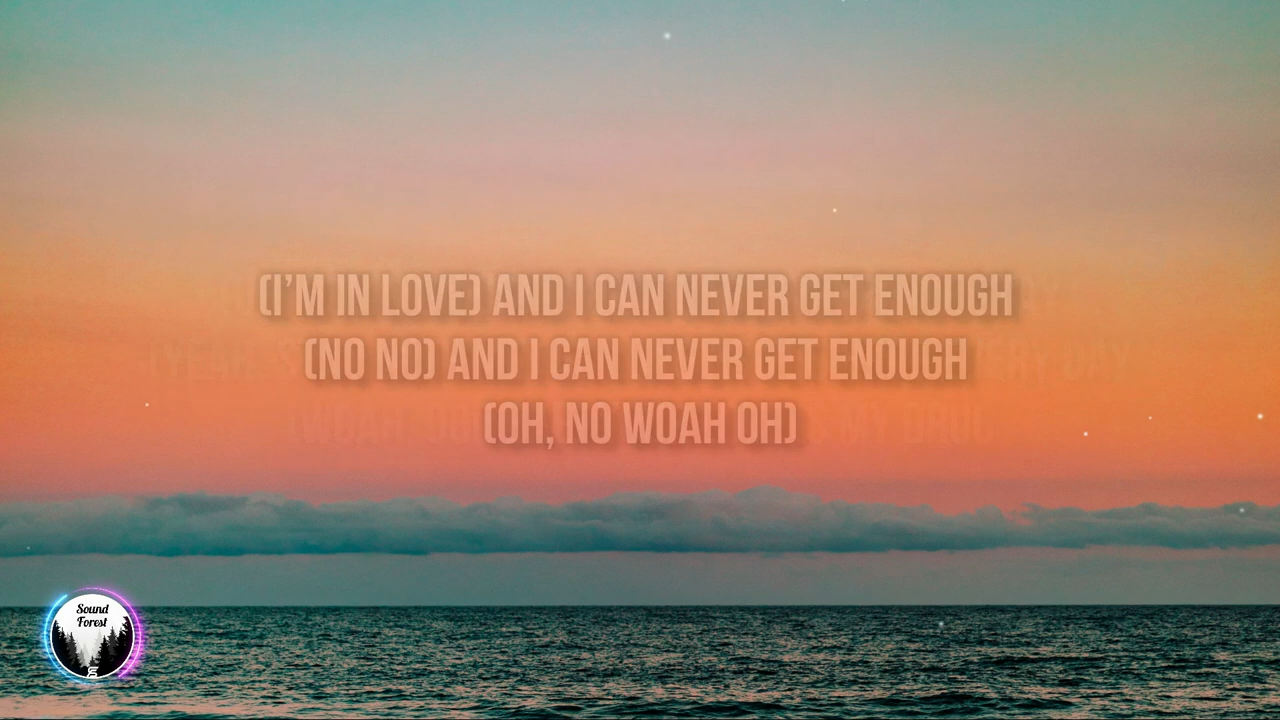 (I'M IN LOVE) AND I CAN NEVER GET ENOUGH
(NO NO) AND I CAN NEVER GET ENOUGH
(OH, NO WOAH OH)
Sound
Forest